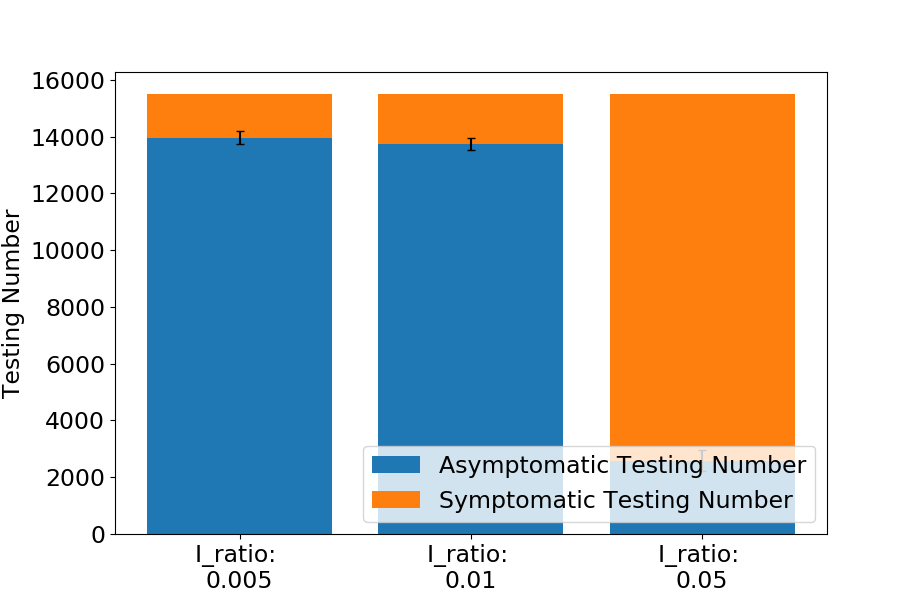 16000
14000
12000
10000
8000
6000
4000
2000
0
Testing Number
Asymptomatic Testing Number
Symptomatic Testing Number
I_ratio:
0.005
I_ratio:
0.01
I_ratio:
0.05